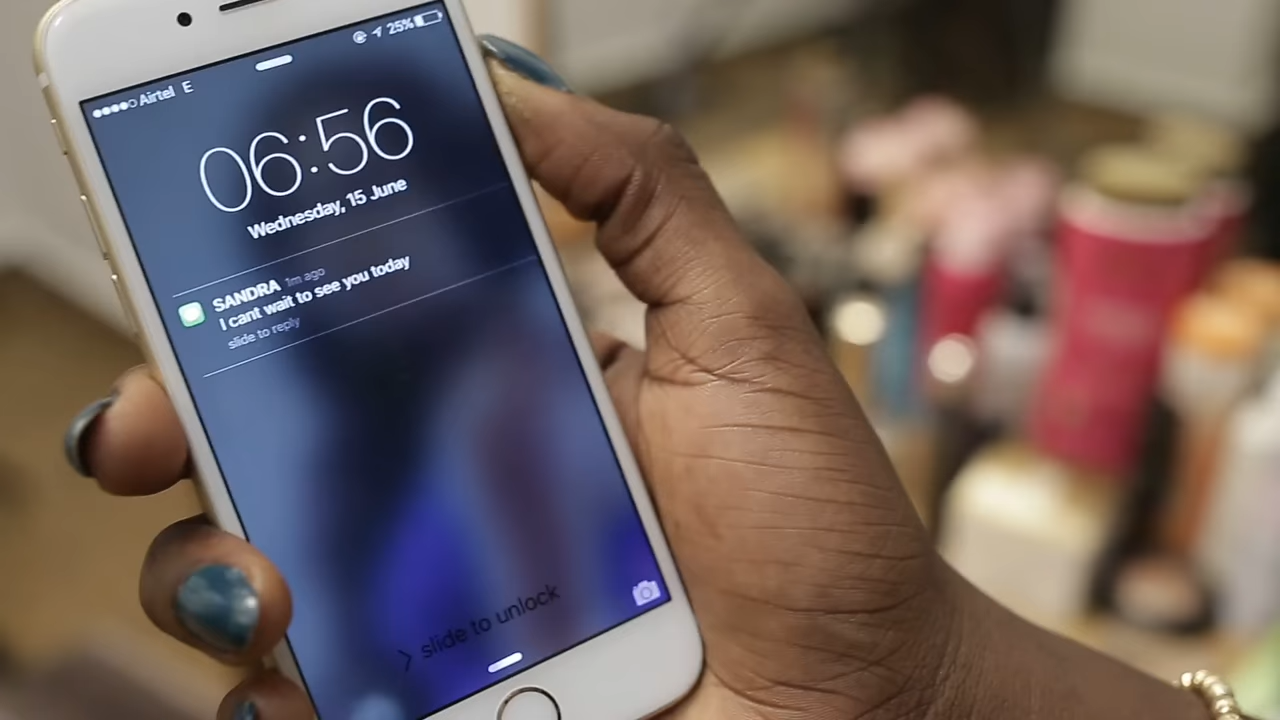 Airtel E 25%
06:56
Wednesday, 15 June
SANDRA 1m ago
I cant wait to see you today
slide to reply
> slide to unlock